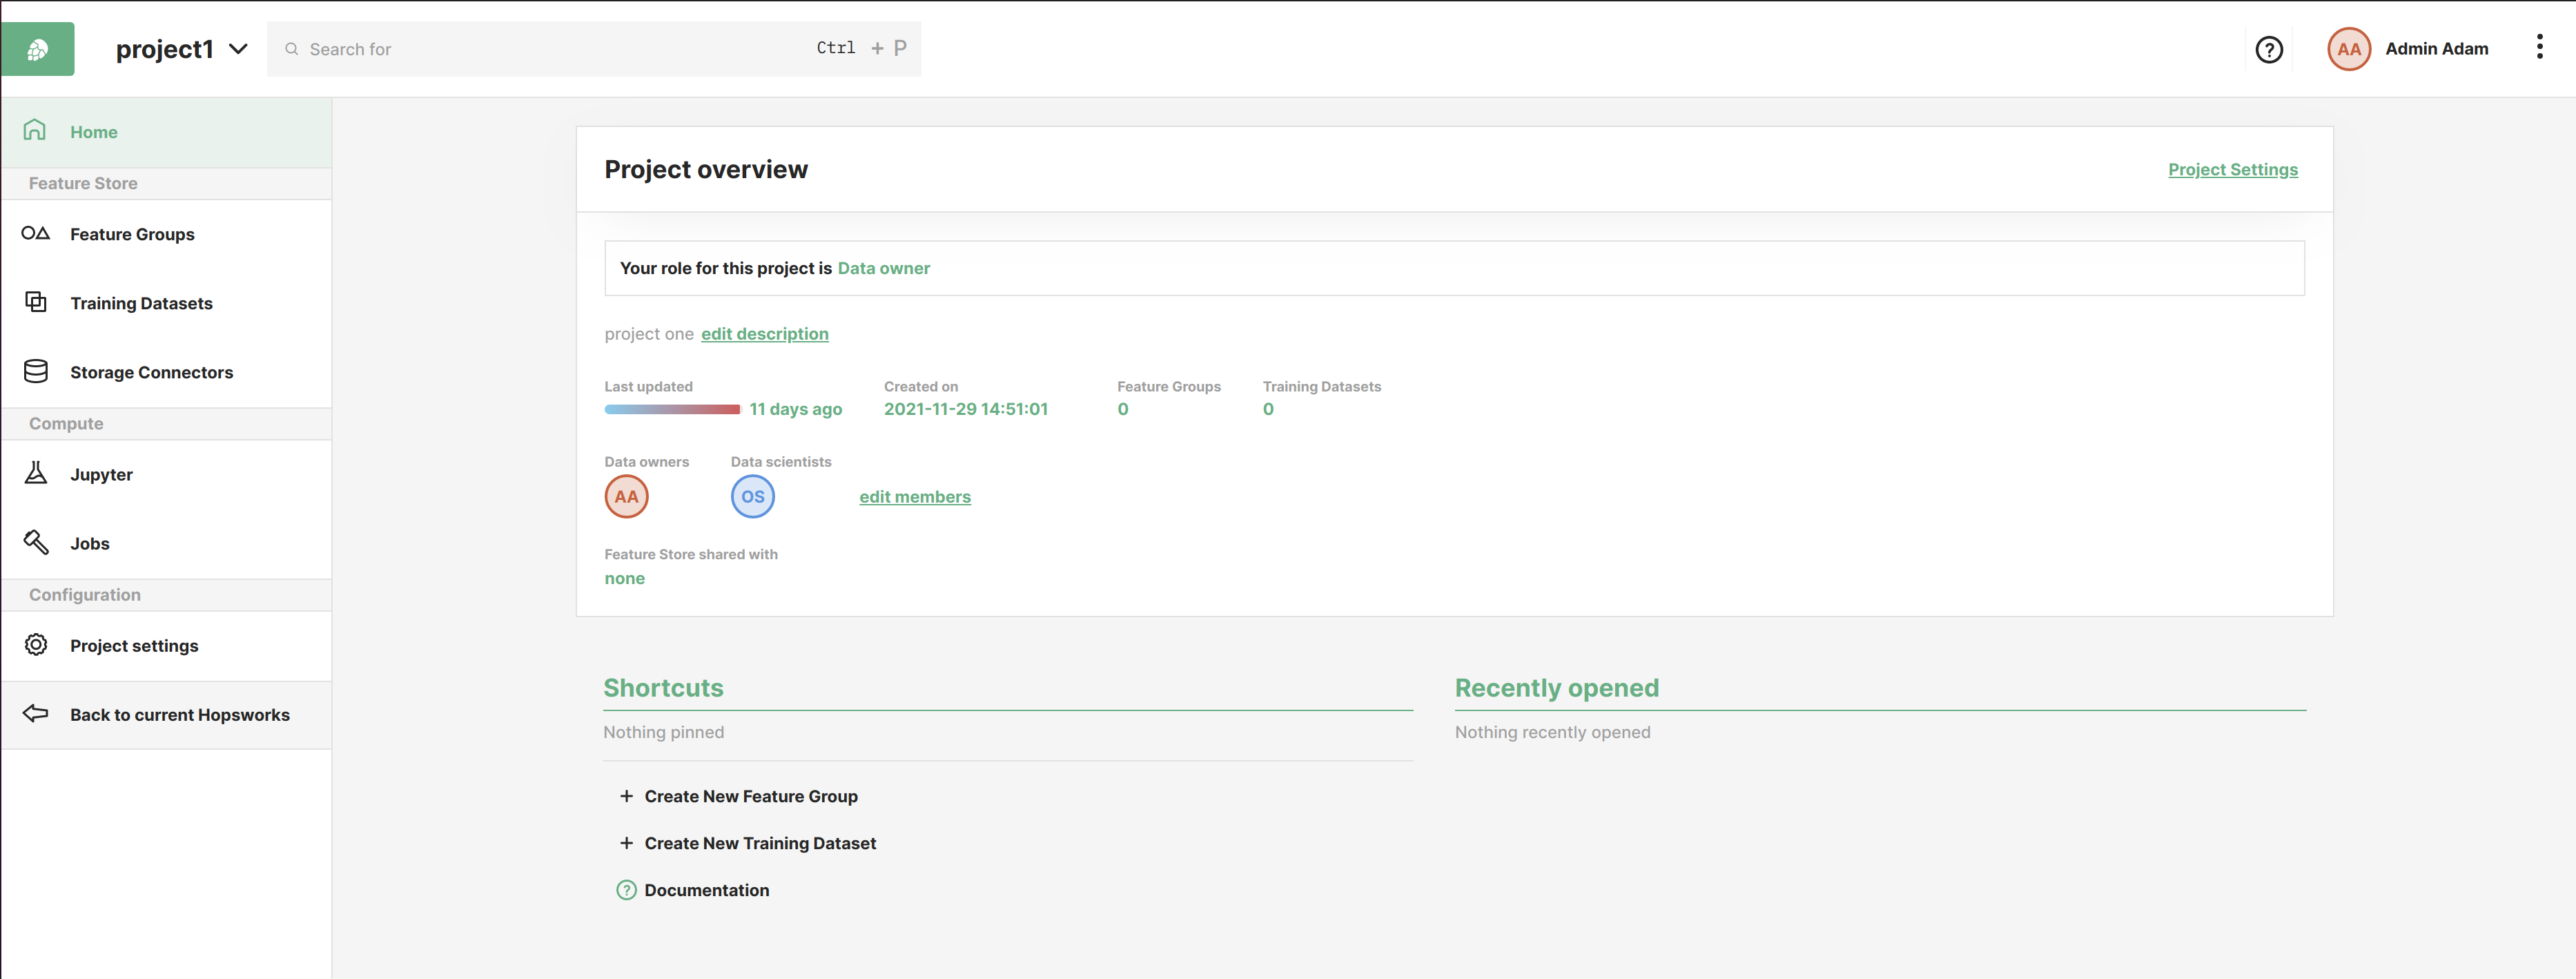 project1
Search for
Ctrl + P
?
AA
Admin Adam
Home
Feature Store
Feature Groups
Training Datasets
Storage Connectors
Compute
Jupyter
Jobs
Configuration
Project settings
Back to current Hopsworks
Project overview
Project Settings
Your role for this project is Data owner
project one edit description
Last updated
11 days ago
Created on
2021-11-29 14:51:01
Feature Groups
0
Training Datasets
0
Data owners
AA
Data scientists
OS
edit members
Feature Store shared with
none
Shortcuts
Nothing pinned
+ Create New Feature Group
+ Create New Training Dataset
? Documentation
Recently opened
Nothing recently opened